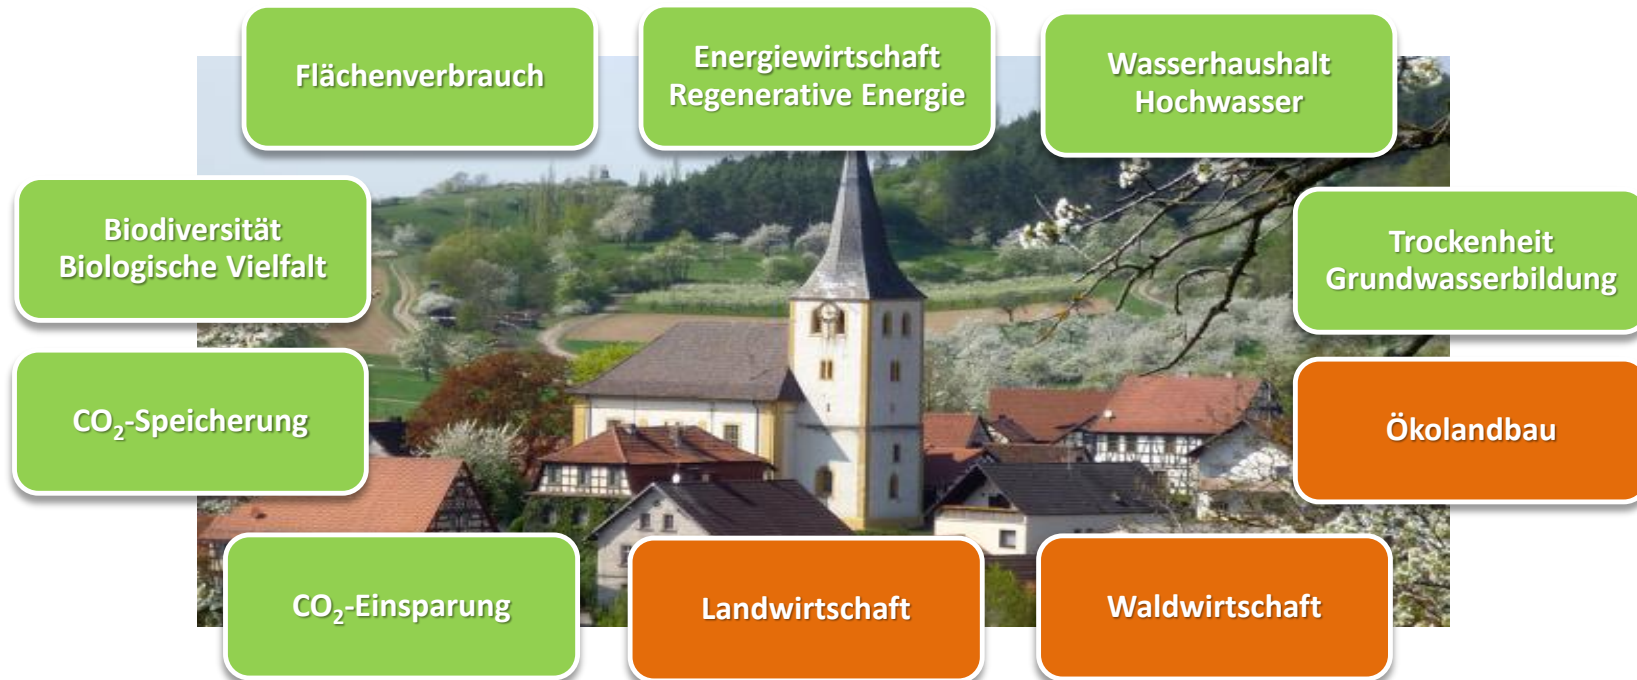 Flächenverbrauch
Energiewirtschaft
Regenerative Energie
Wasserhaushalt
Hochwasser
Biodiversität
Biologische Vielfalt
Trockenheit
Grundwasserbildung
CO₂-Speicherung
Ökolandbau
CO₂-Einsparung
Landwirtschaft
Waldwirtschaft